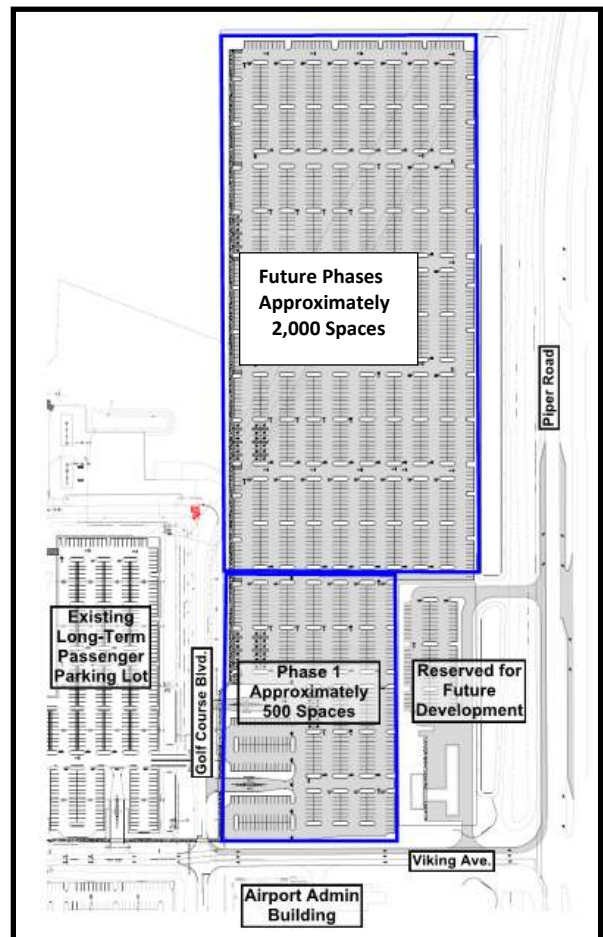 Future Phases
Approximately
2,000 Spaces
Piper Road
Existing
Long-Term
Passenger
Parking Lot
Golf Course Blvd.
Phase 1
Approximately
500 Spaces
Reserved for
Future
Development
Viking Ave.
Airport Admin
Building